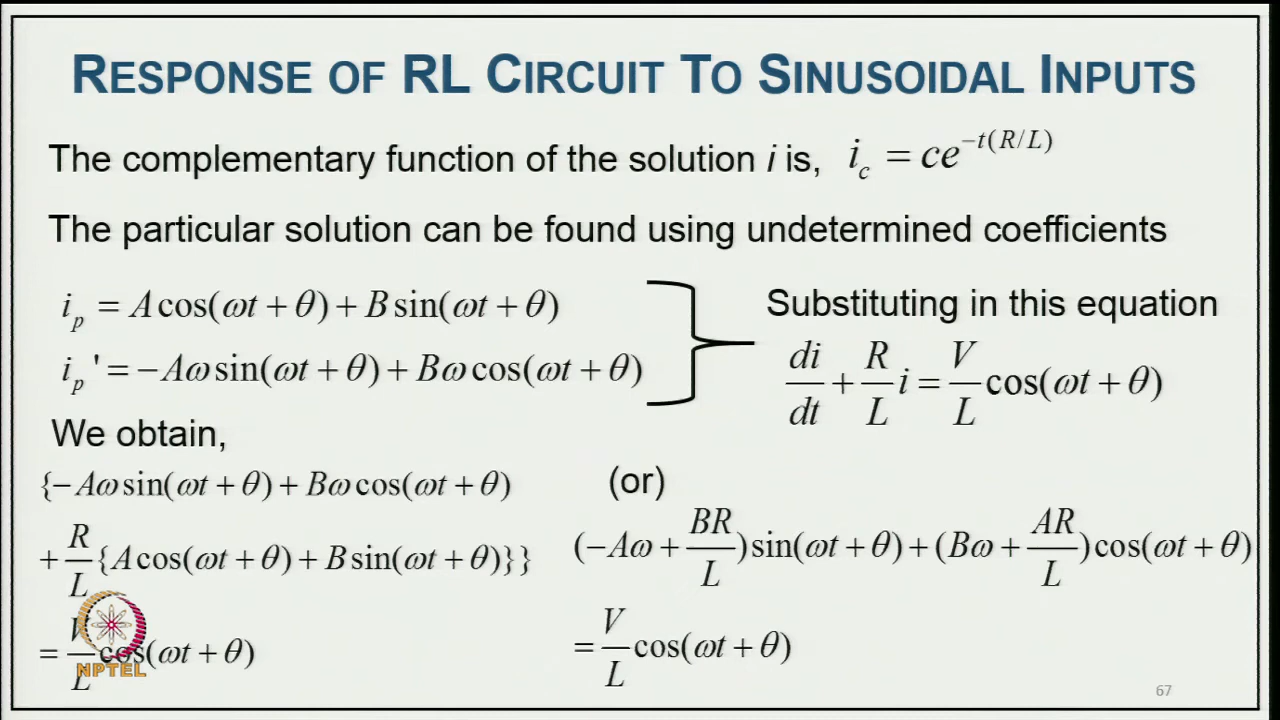 RESPONSE OF RL CIRCUIT TO SINUSOIDAL INPUTS
The complementary function of the solution i is, i_c = ce^{-t(R/L)}
The particular solution can be found using undetermined coefficients
i_p = A cos(ωt + θ) + B sin(ωt + θ)
i_p ' = −Aω sin(ωt + θ) + Bω cos(ωt + θ)
Substituting in this equation
di/dt + R/L i = V/L cos(ωt + θ)
We obtain,
{−Aω sin(ωt + θ) + Bω cos(ωt + θ)
+ R/L {A cos(ωt + θ) + B sin(ωt + θ)}}
= V/L cos(ωt + θ)
(or)
(−Aω + BR/L) sin(ωt + θ) + (Bω + AR/L) cos(ωt + θ)
= V/L cos(ωt + θ)
NPTEL
67